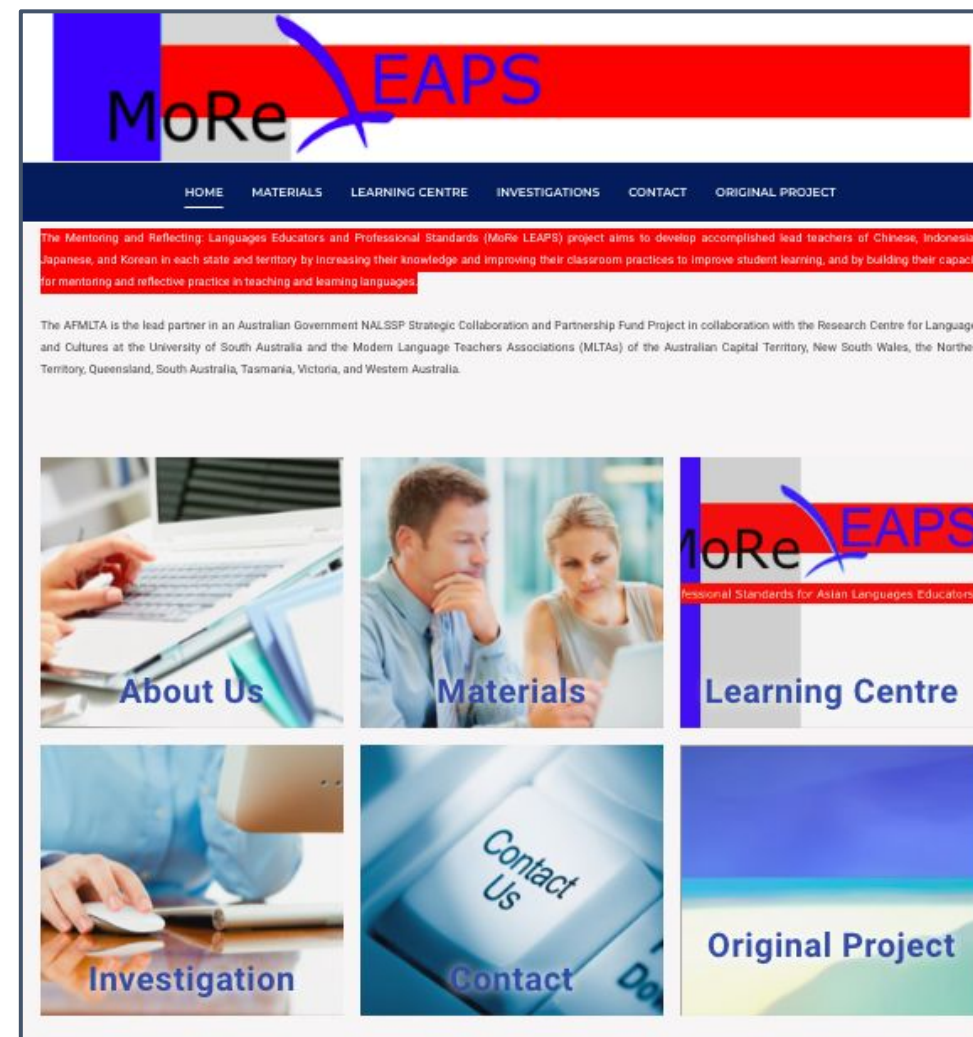 MoRe LEAPS
HOME MATERIALS LEARNING CENTRE INVESTIGATIONS CONTACT ORIGINAL PROJECT
The Mentoring and Reflecting: Languages Educators and Professional Standards (MoRe LEAPS) project aims to develop accomplished lead teachers of Chinese, Indonesia
Japanese, and Korean in each state and territory by increasing their knowledge and improving their classroom practices to improve student learning, and by building their capaci
for mentoring and reflective practice in teaching and learning languages.
The AFMLTA is the lead partner in an Australian Government NALSSP Strategic Collaboration and Partnership Fund Project in collaboration with the Research Centre for Language
and Cultures at the University of South Australia and the Modern Language Teachers Associations (MLTAs) of the Australian Capital Territory, New South Wales, the Northe
Territory, Queensland, South Australia, Tasmania, Victoria, and Western Australia.
About Us
Materials
MoRe LEAPS
fessional Standards for Asian Languages Educators
Learning Centre
Investigation
Contact
Us
Contact
Original Project